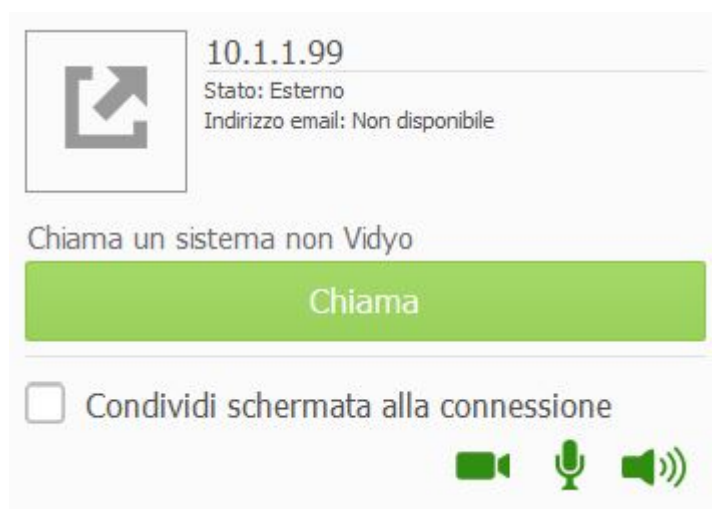 10.1.1.99
Stato: Esterno
Indirizzo email: Non disponibile
Chiama un sistema non Vidyo
Chiama
Condividi schermata alla connessione